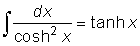 ∫ dx / cosh² x = tanh x